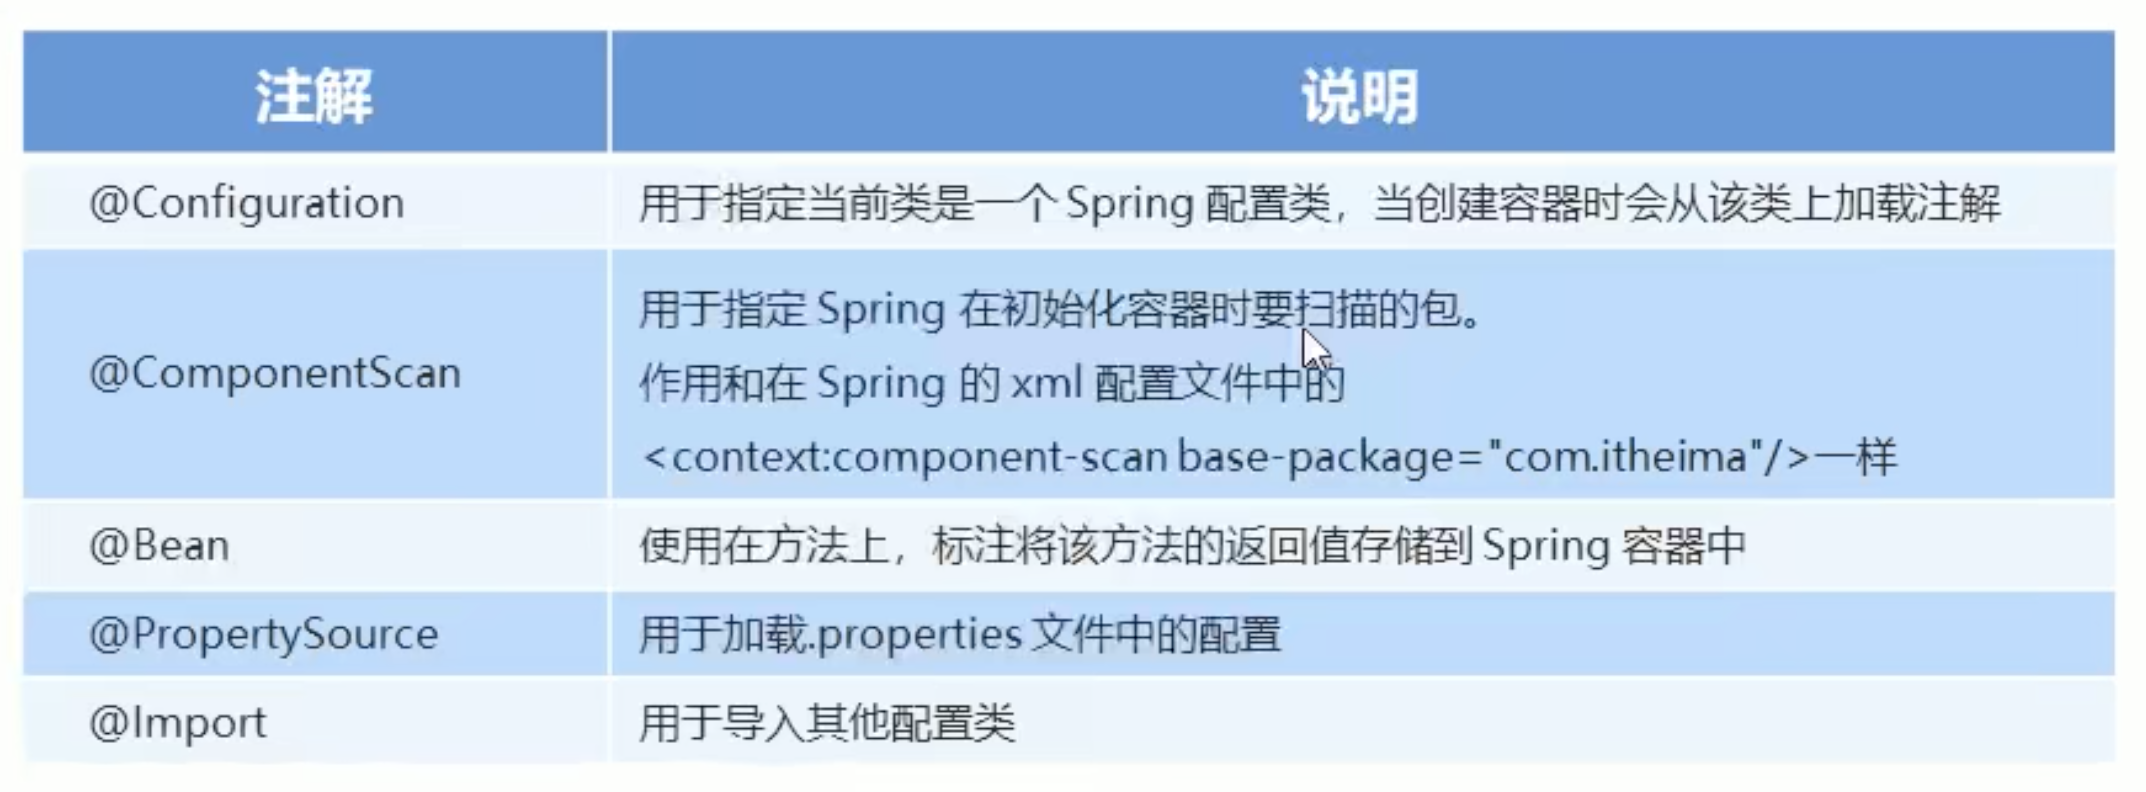 注解 说明
@Configuration 用于指定当前类是一个 Spring 配置类，当创建容器时会从该类上加载注解
@ComponentScan
用于指定 Spring 在初始化容器时要扫描的包。
作用和在 Spring 的 xml 配置文件中的
<context:component-scan base-package="com.itheima"/>一样
@Bean 使用在方法上，标注将该方法的返回值存储到 Spring 容器中
@PropertySource 用于加载.properties 文件中的配置
@Import 用于导入其他配置类